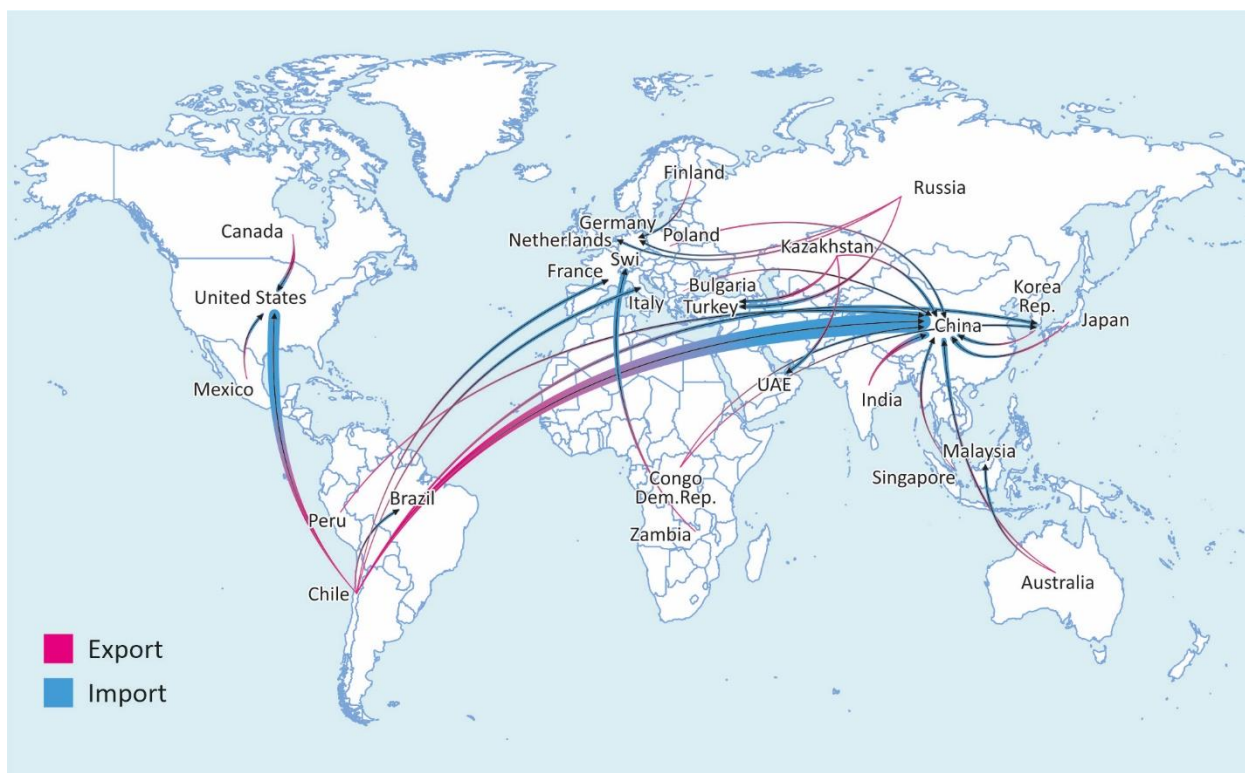 Finland
Russia
Germany
Canada
Poland
Netherlands
Kazakhstan
Swi
France
Bulgaria
Korea
Rep.
United States
Italy
Turkey
China
Japan
Mexico
UAE
India
Malaysia
Singapore
Congo
Dem.Rep.
Brazil
Peru
Zambia
Chile
Australia
Export
Import